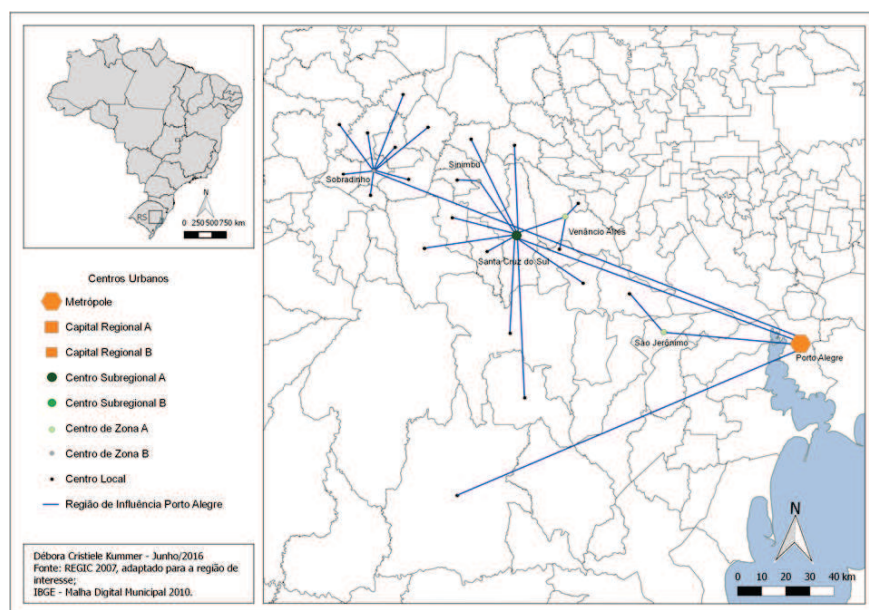 RS
N
0 250500750 km
Centros Urbanos
Metrópole
Capital Regional A
Capital Regional B
Centro Subregional A
Centro Subregional B
Centro de Zona A
Centro de Zona B
Centro Local
Região de Influência Porto Alegre
Débora Cristiele Kummer - Junho/2016
Fonte: REGIC 2007, adaptado para a região de
interesse;
IBGE - Malha Digital Municipal 2010.
Sinimbu
Sobradinho
Venâncio Aires
Santa Cruz do Sul
São Jerônimo
Porto Alegre
N
0 10 20 30 40 km